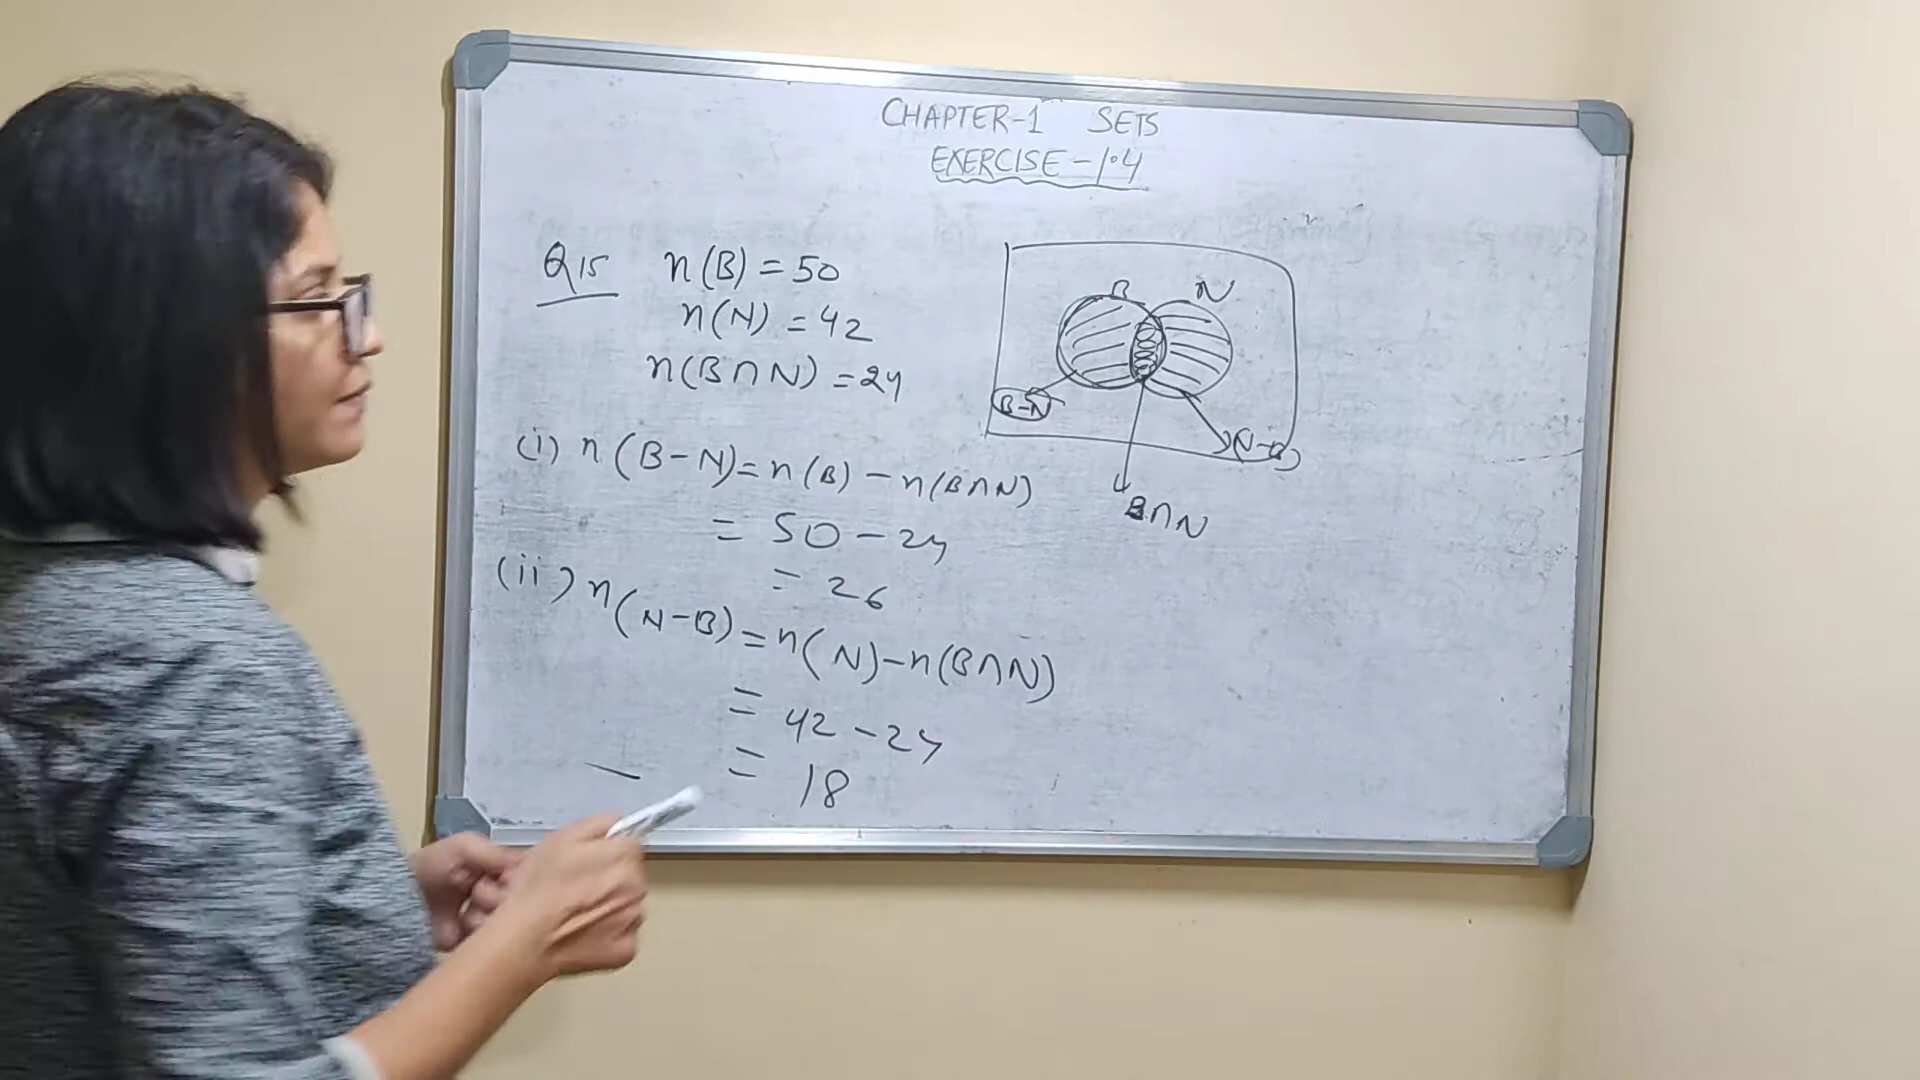 CHAPTER-1 SETS
EXERCISE-1.4
Q15 n(B) = 50
n(N) = 42
n(B∩N) = 24
(i) n(B-N) = n(B) - n(B∩N)
= 50 - 24
= 26
(ii) n(N-B) = n(N) - n(B∩N)
= 42 - 24
= 18
B N
B-N
N-B
B∩N